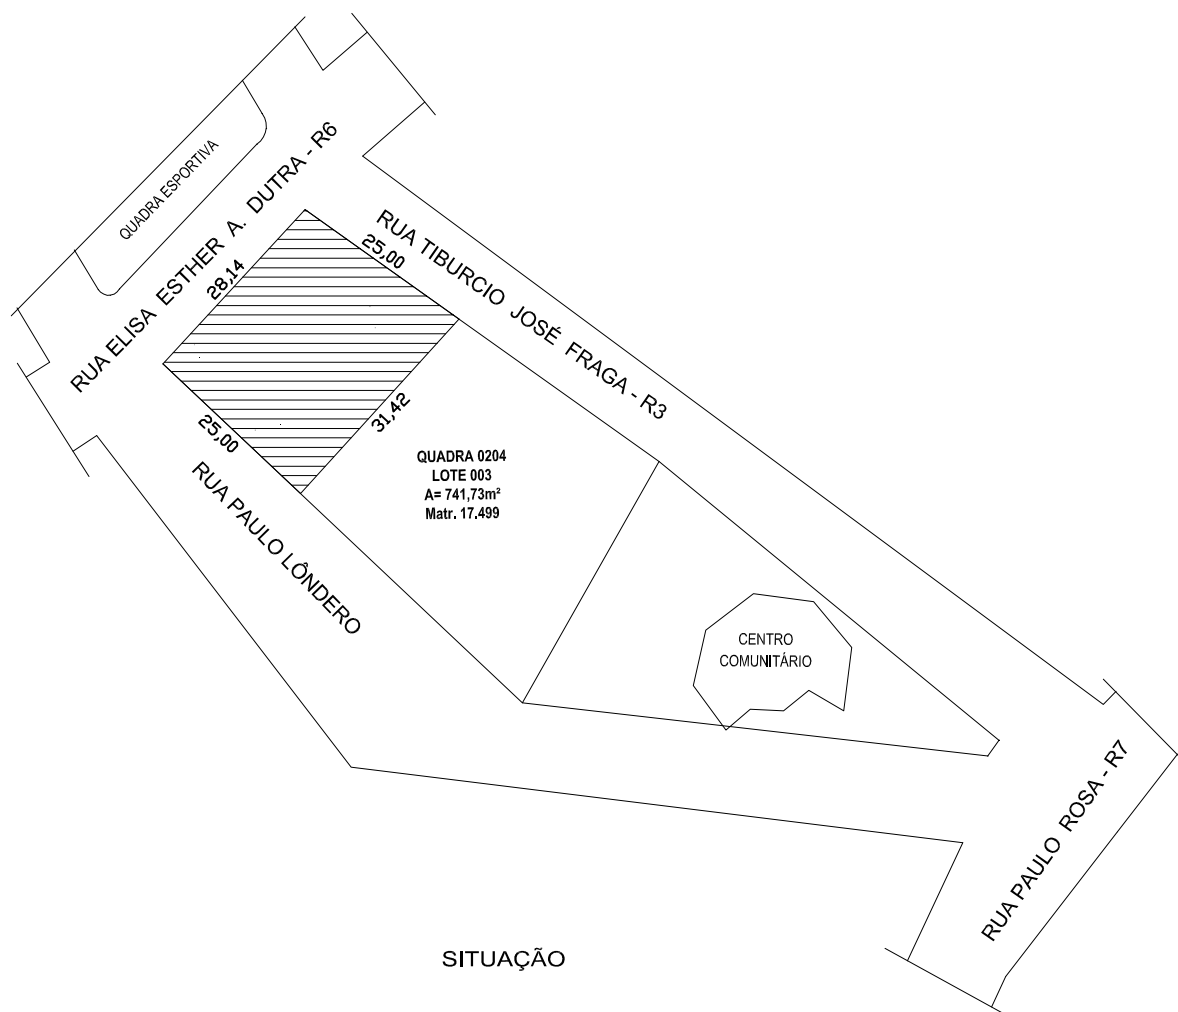 QUADRA ESPORTIVA
RUA ELISA ESTHER A. DUTRA - R6
RUA TIBURCIO JOSÉ FRAGA - R3
25,00
28,14
25,00
31,42
RUA PAULO LÔNDERO
QUADRA 0204
LOTE 003
A= 741,73m²
Matr. 17.499
CENTRO
COMUNITÁRIO
RUA PAULO ROSA - R7
SITUAÇÃO